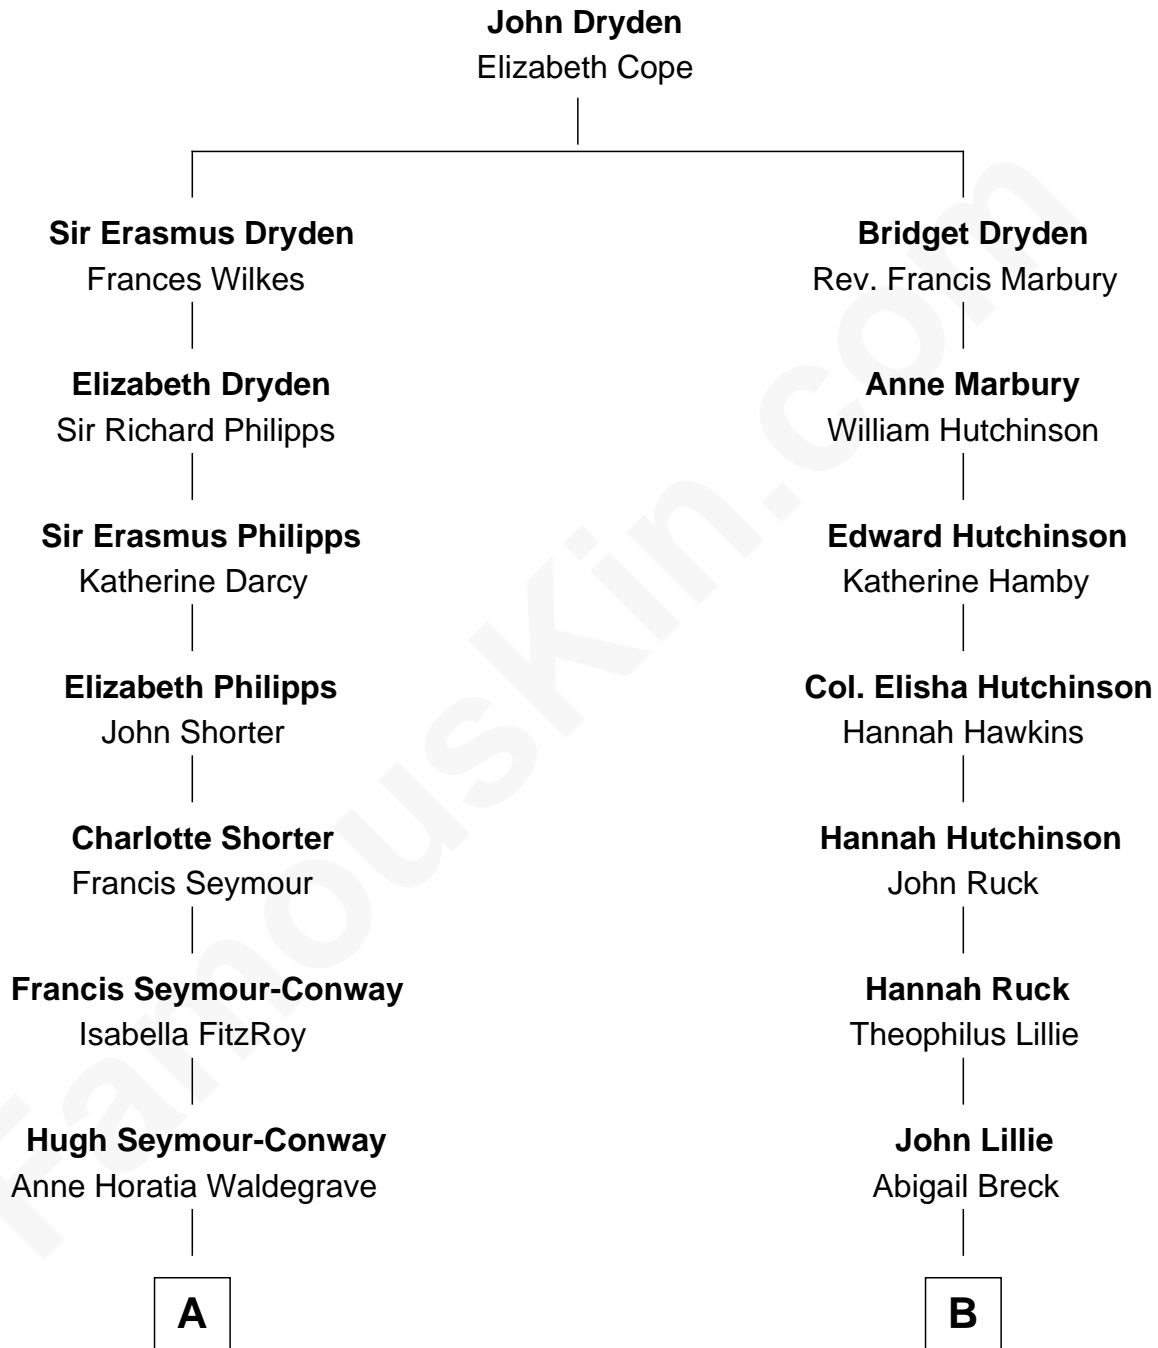 John Dryden
Elizabeth Cope
Sir Erasmus Dryden
Frances Wilkes
Bridget Dryden
Rev. Francis Marbury
Elizabeth Dryden
Sir Richard Philipps
Anne Marbury
William Hutchinson
Sir Erasmus Philipps
Katherine Darcy
Edward Hutchinson
Katherine Hamby
Elizabeth Philipps
John Shorter
Col. Elisha Hutchinson
Hannah Hawkins
Charlotte Shorter
Francis Seymour
Hannah Hutchinson
John Ruck
Francis Seymour-Conway
Isabella FitzRoy
Hannah Ruck
Theophilus Lillie
Hugh Seymour-Conway
Anne Horatia Waldegrave
John Lillie
Abigail Breck
A
B
FamousKin.com